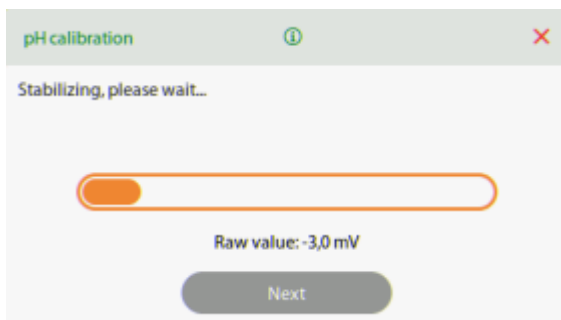 pH calibration
Stabilizing, please wait...
Raw value: -3,0 mV
Next